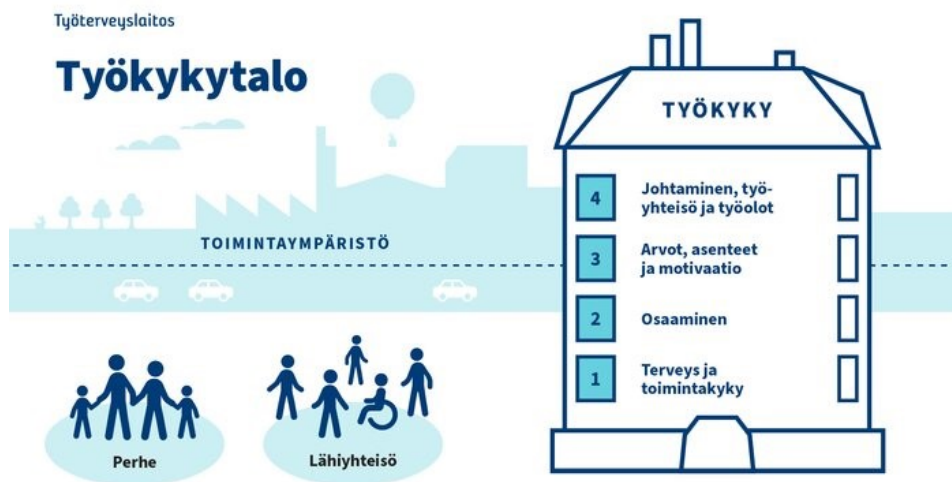 Työterveyslaitos
Työkykytalo
TOIMINTAYMPÄRISTÖ
Perhe
Lähiyhteisö
TYÖKYKY
4
Johtaminen, työ-
yhteisö ja työolot
3
Arvot, asenteet
ja motivaatio
2
Osaaminen
1
Terveys ja
toimintakyky